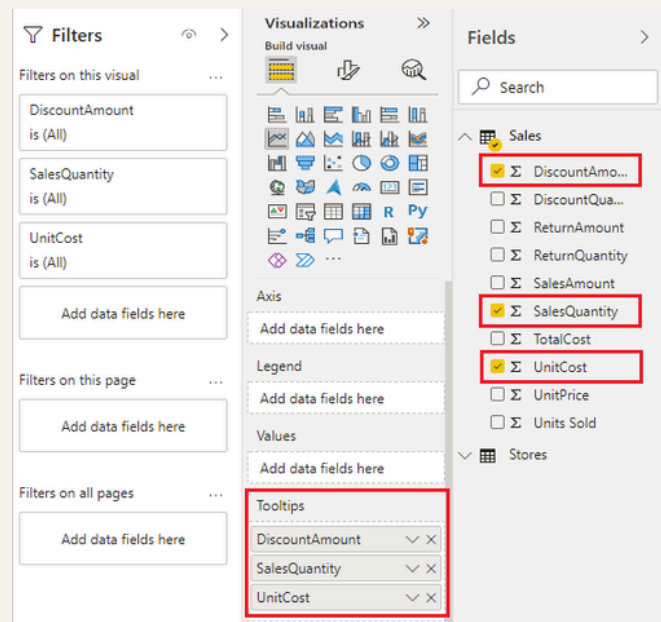 Filters
Filters on this visual
...
DiscountAmount
is (All)
SalesQuantity
is (All)
UnitCost
is (All)
Add data fields here
Filters on this page
...
Add data fields here
Filters on all pages
...
Add data fields here
Visualizations
Build visual
123
R
Py
...
Axis
Add data fields here
Legend
Add data fields here
Values
Add data fields here
Tooltips
DiscountAmount
SalesQuantity
UnitCost
Fields
Search
Sales
Σ DiscountAmo...
Σ DiscountQua...
Σ ReturnAmount
Σ ReturnQuantity
Σ SalesAmount
Σ SalesQuantity
Σ TotalCost
Σ UnitCost
Σ UnitPrice
Σ Units Sold
Stores